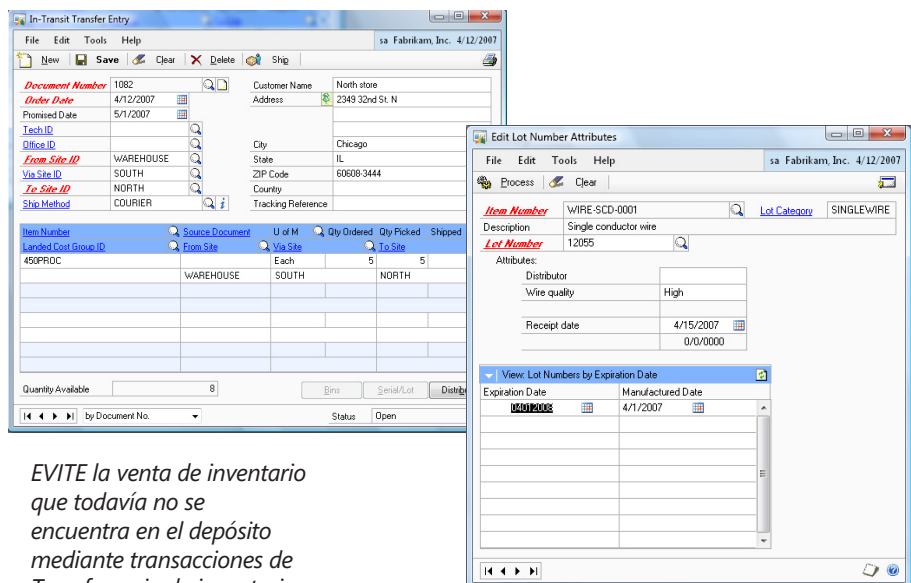 In-Transit Transfer Entry
File Edit Tools Help
sa Fabrikam, Inc. 4/12/2007
New Save Clear Delete Ship
Document Number 1082
Order Date 4/12/2007
Promised Date 5/1/2007
Tech ID
Office ID
From Site ID WAREHOUSE
Via Site ID SOUTH
To Site ID NORTH
Ship Method COURIER
Customer Name North store
Address 2349 32nd St. N
City Chicago
State IL
ZIP Code 60608-3444
Country
Tracking Reference
Item Number Source Document U of M Qty Ordered Qty Picked Shipped
Landed Cost Group ID From Site Via Site To Site
450PROC Each 5 5
WAREHOUSE SOUTH NORTH
Quantity Available 8
Bins Serial/Lot
by Document No.
Status Open
Edit Lot Number Attributes
File Edit Tools Help
sa Fabrikam, Inc. 4/12/2007
Process Clear
Item Number WIRE-SCD-0001 Lot Category SINGLEWIRE
Description Single conductor wire
Lot Number 12055
Attributes:
Distributor
Wire quality High
Receipt date 4/15/2007
0/0/0000
View: Lot Numbers by Expiration Date
Expiration Date Manufactured Date
04012008 4/1/2007
EVITE la venta de inventario
que todavía no se
encuentra en el depósito
mediante transacciones de